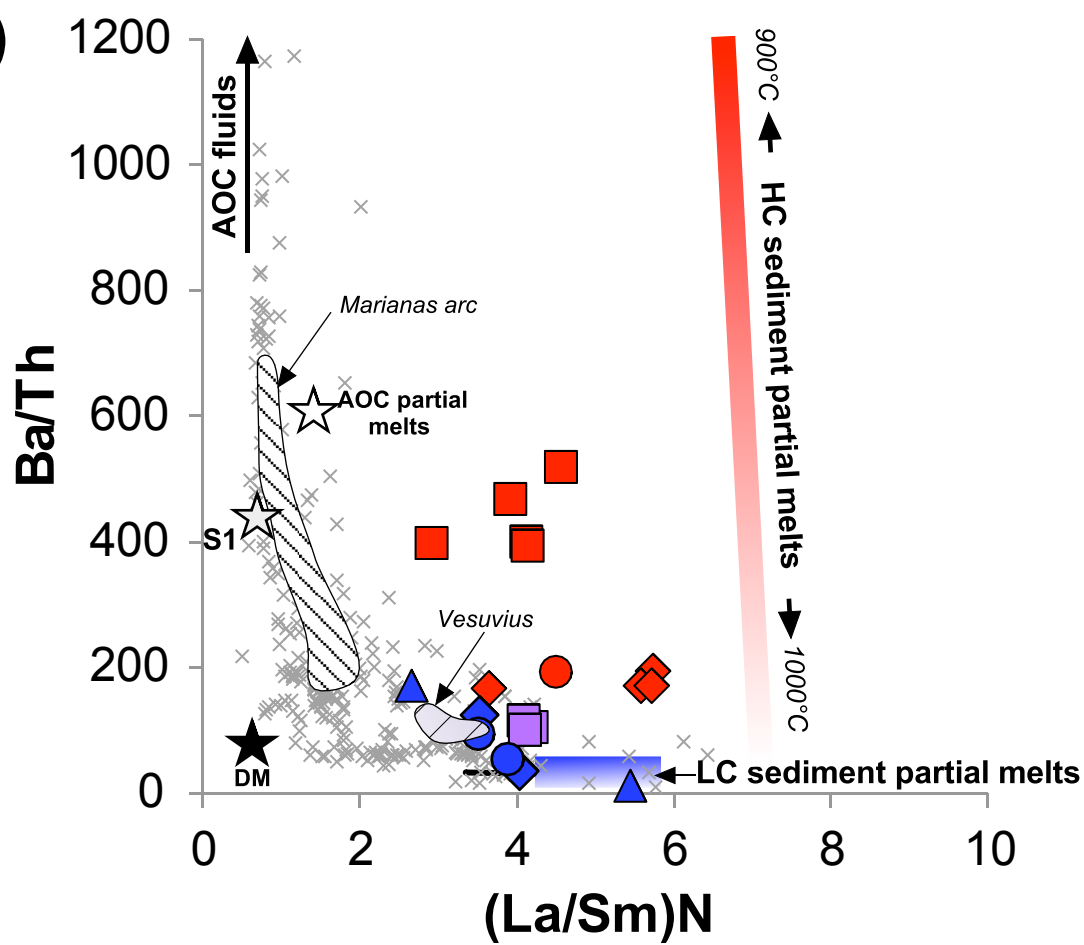 )
1200
1000
800
600
400
200
0
Ba/Th
AOC fluids
Marianas arc
AOC partial
melts
S1
Vesuvius
DM
900°C
HC sediment partial melts
1000°C
LC sediment partial melts
0 2 4 6 8 10
(La/Sm)N